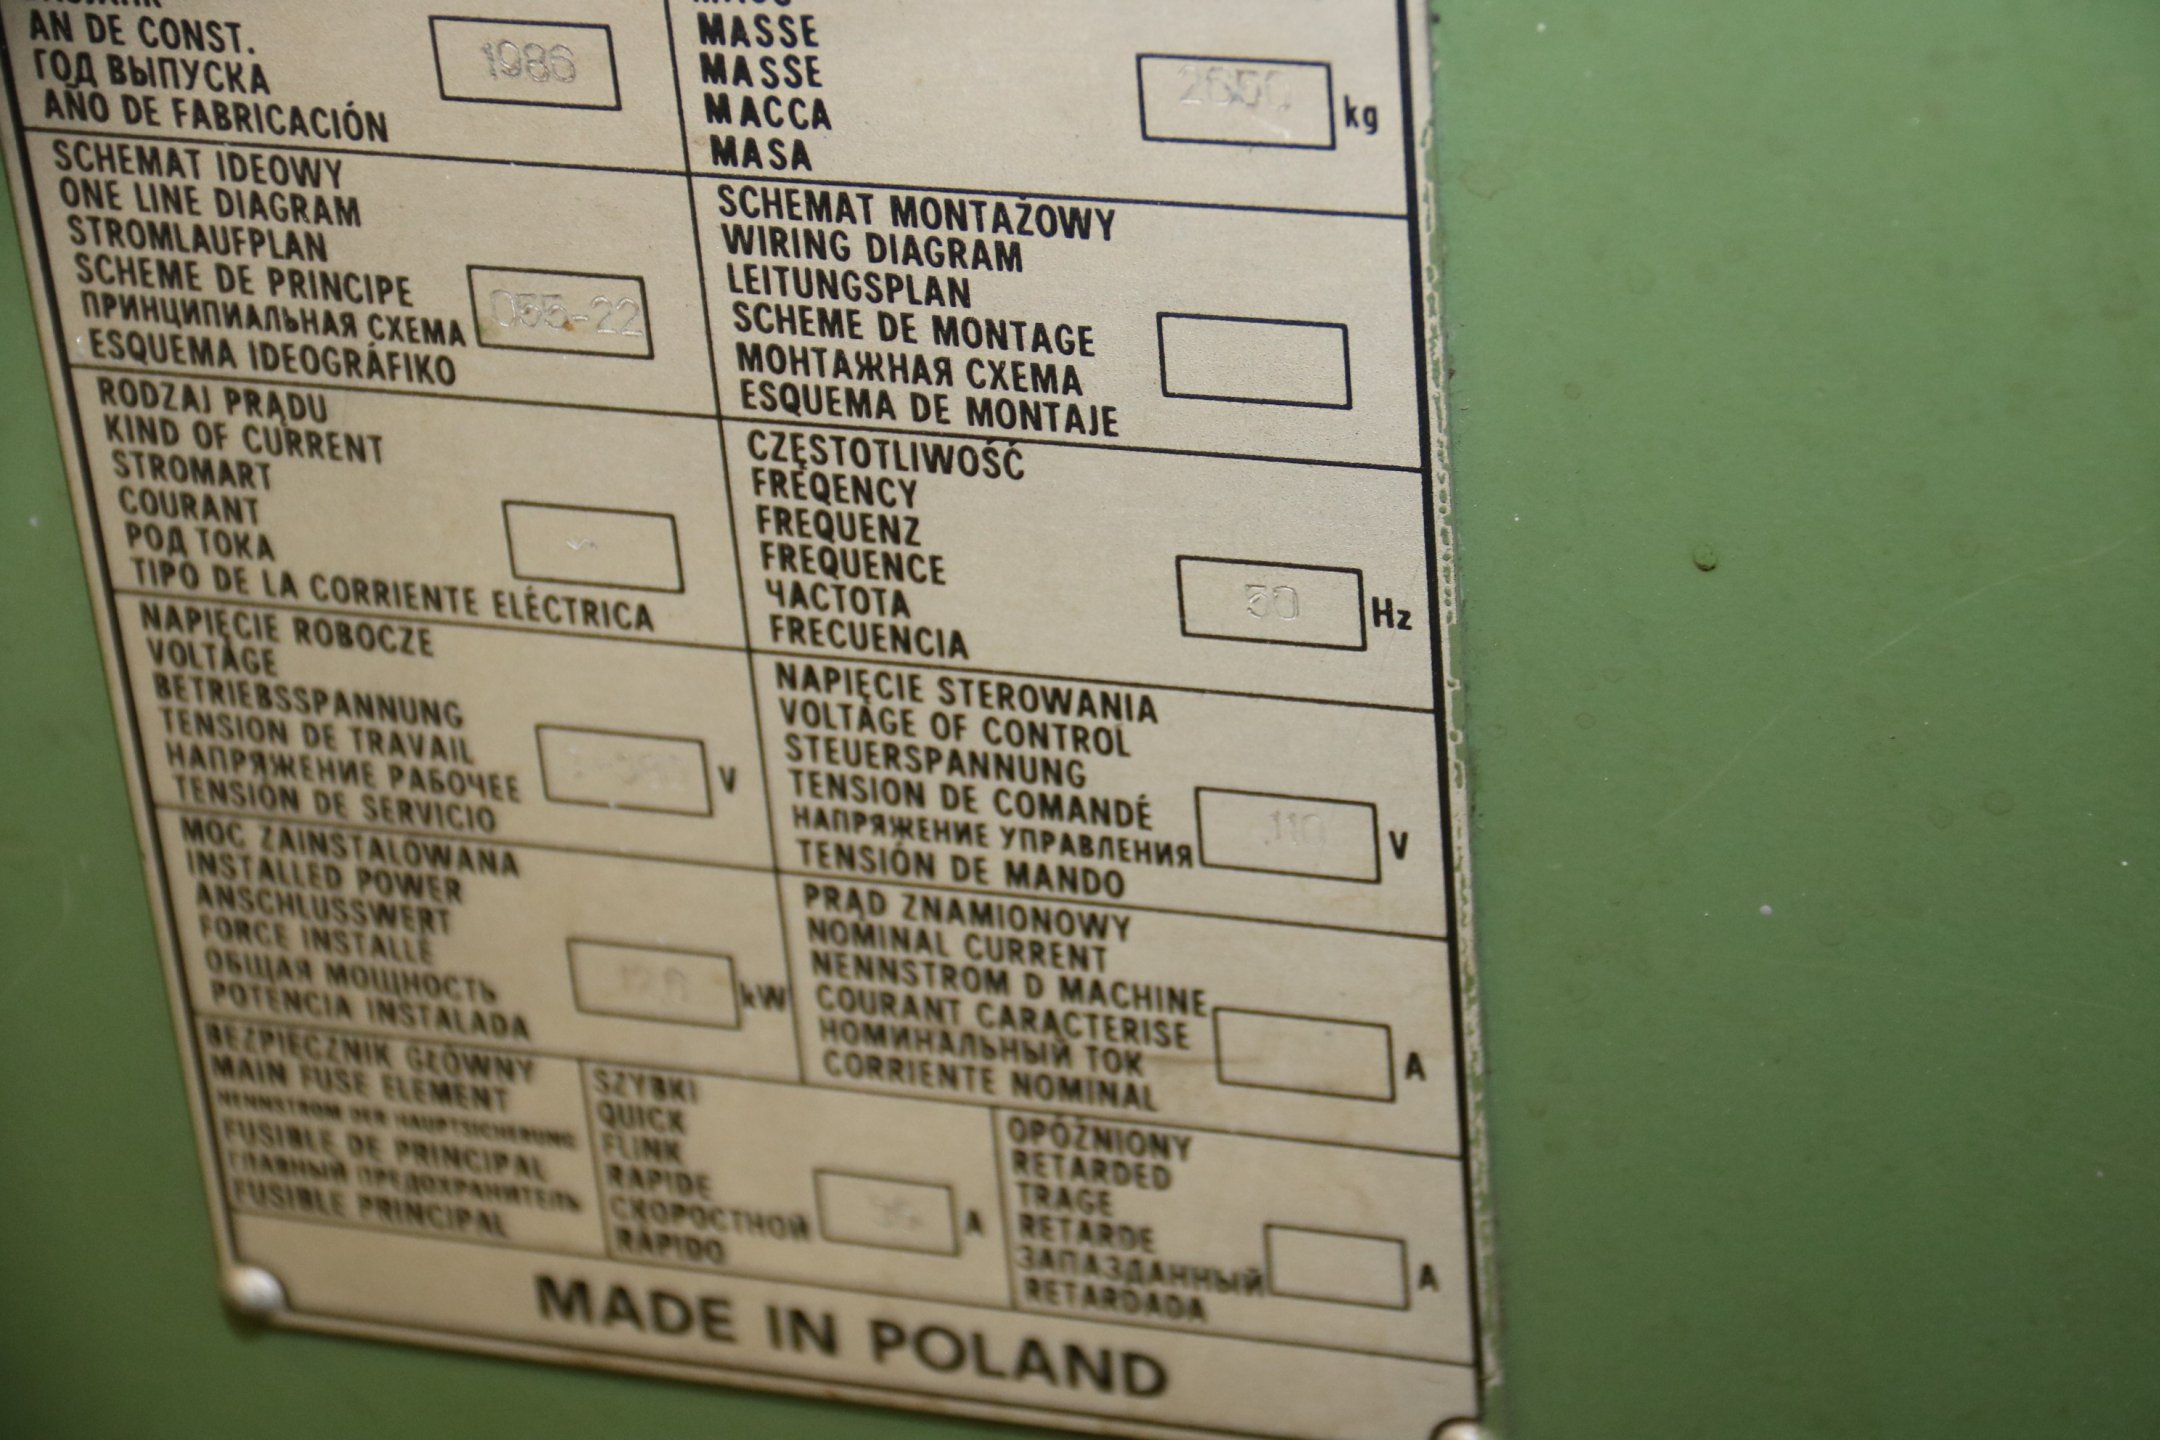 AN DE CONST.
ГОД ВЫПУСКА
AÑO DE FABRICACIÓN
1986
MASSE
MASSE
МАССА
MASA
2650 kg
SCHEMAT IDEOWY
ONE LINE DIAGRAM
STROMLAUFPLAN
SCHEME DE PRINCIPE
ПРИНЦИПИАЛЬНАЯ СХЕМА
ESQUEMA IDEOGRÁFIKO
055-22
SCHEMAT MONTAŻOWY
WIRING DIAGRAM
LEITUNGSPLAN
SCHEME DE MONTAGE
МОНТАЖНАЯ СХЕМА
ESQUEMA DE MONTAJE
RODZAJ PRĄDU
KIND OF CURRENT
STROMART
COURANT
РОД ТОКА
TIPO DE LA CORRIENTE ELÉCTRICA
~
CZĘSTOTLIWOŚĆ
FREQENCY
FREQUENZ
FREQUENCE
ЧАСТОТА
FRECUENCIA
50 Hz
NAPIĘCIE ROBOCZE
VOLTAGE
BETRIEBSSPANNUNG
TENSION DE TRAVAIL
НАПРЯЖЕНИЕ РАБОЧЕЕ
TENSIÓN DE SERVICIO
V
NAPIĘCIE STEROWANIA
VOLTAGE OF CONTROL
STEUERSPANNUNG
TENSION DE COMANDÉ
НАПРЯЖЕНИЕ УПРАВЛЕНИЯ
TENSIÓN DE MANDO
110 V
MOC ZAINSTALOWANA
INSTALLED POWER
ANSCHLUSSWERT
FORCE INSTALLÉ
ОБЩАЯ МОЩНОСТЬ
POTENCIA INSTALADA
kW
PRĄD ZNAMIONOWY
NOMINAL CURRENT
NENNSTROM D MACHINE
COURANT CARACTERISE
НОМИНАЛЬНЫЙ ТОК
CORRIENTE NOMINAL
A
BEZPIECZNIK GŁÓWNY
MAIN FUSE ELEMENT
NENNSTROM DER HAUPTSICHERUNG
FUSIBLE DE PRINCIPAL
ГЛАВНЫЙ ПРЕДОХРАНИТЕЛЬ
FUSIBLE PRINCIPAL
SZYBKI
QUICK
FLINK
RAPIDE
СКОРОСТНОЙ
RÁPIDO
A
OPÓŹNIONY
RETARDED
TRAGE
RETARDE
ЗАПАЗДАННЫЙ
RETARDADA
A
MADE IN POLAND